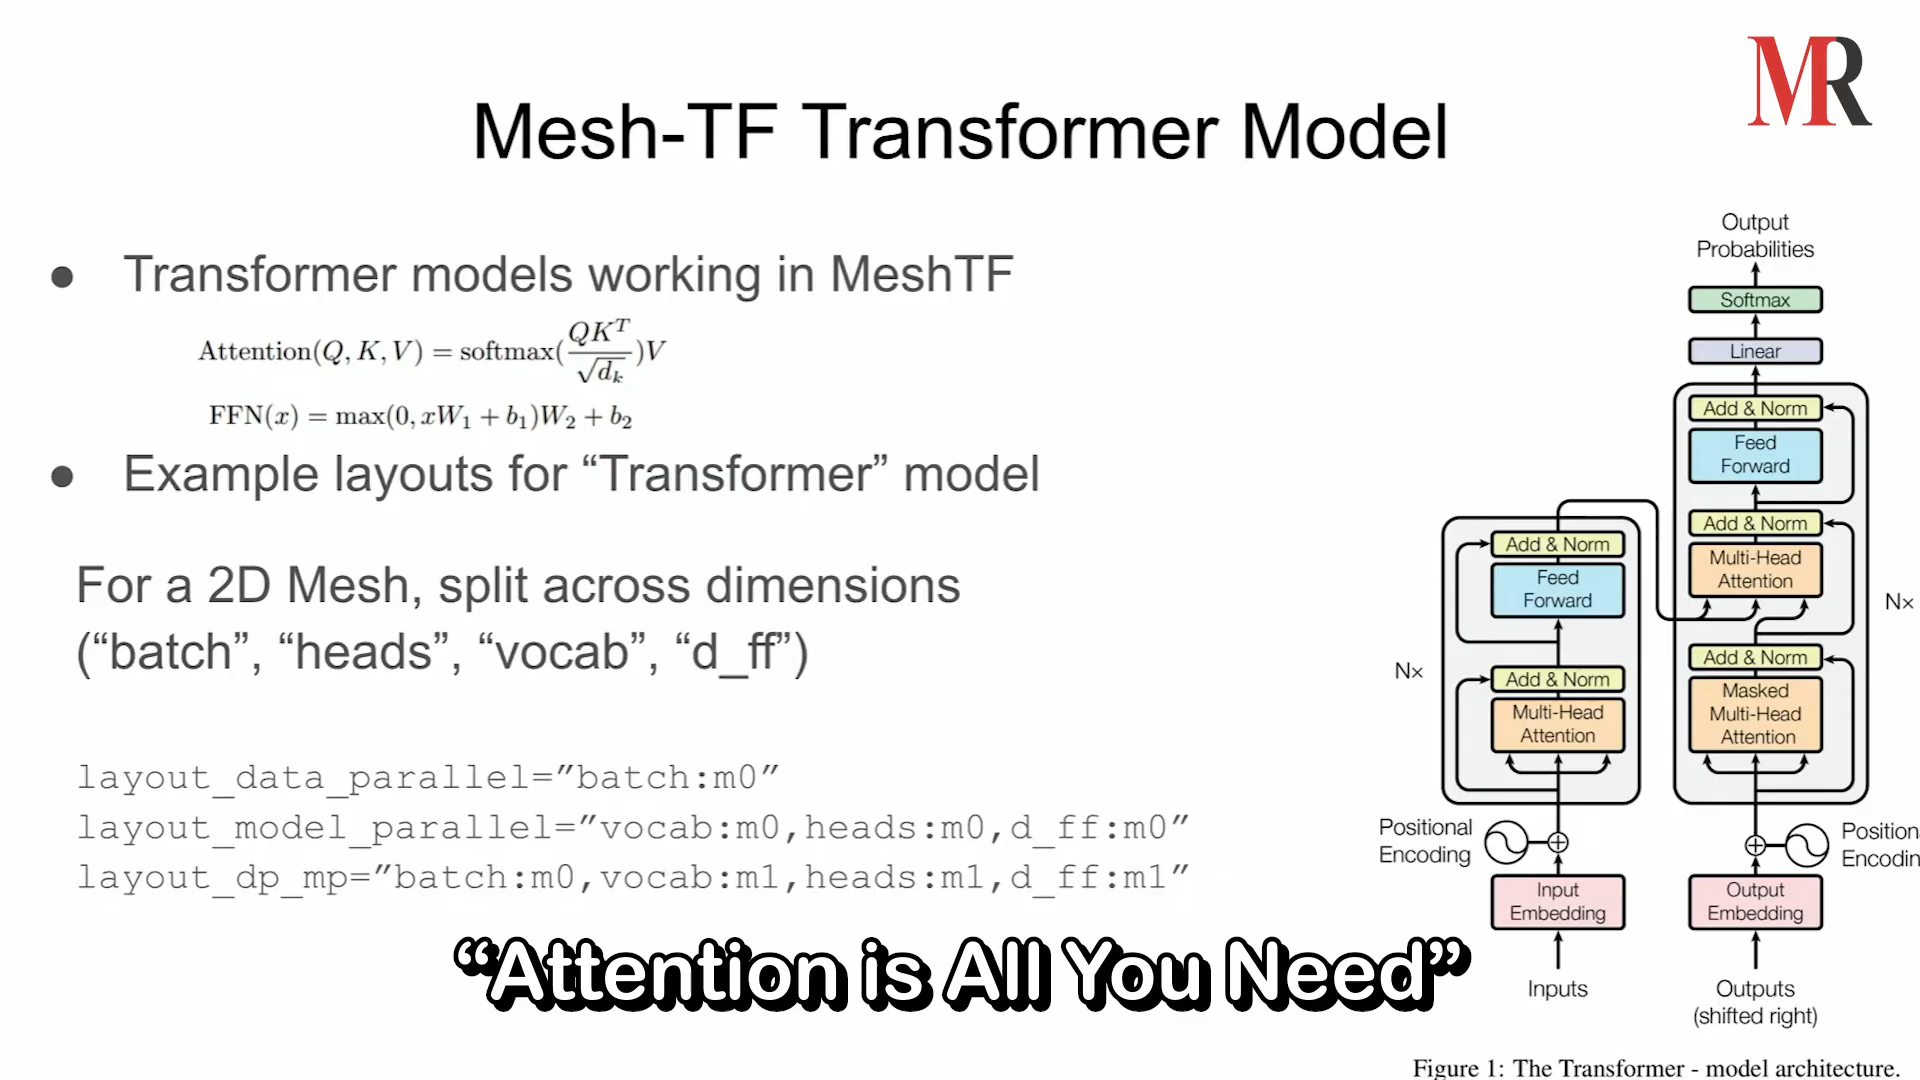 MR
Mesh-TF Transformer Model
● Transformer models working in MeshTF
Attention(Q, K, V) = softmax(QK^T/√d_k)V
FFN(x) = max(0, xW_1 + b_1)W_2 + b_2
● Example layouts for “Transformer” model
For a 2D Mesh, split across dimensions
(“batch”, “heads”, “vocab”, “d_ff”)
layout_data_parallel=”batch:m0”
layout_model_parallel=”vocab:m0,heads:m0,d_ff:m0”
layout_dp_mp=”batch:m0,vocab:m1,heads:m1,d_ff:m1”
“Attention is All You Need”
Output
Probabilities
Softmax
Linear
Add & Norm
Feed
Forward
Add & Norm
Multi-Head
Attention
Nx
Add & Norm
Masked
Multi-Head
Attention
Add & Norm
Feed
Forward
Nx
Add & Norm
Multi-Head
Attention
Positional
Encoding
Input
Embedding
Inputs
Position
Encodin
Output
Embedding
Outputs
(shifted right)
Figure 1: The Transformer - model architecture.